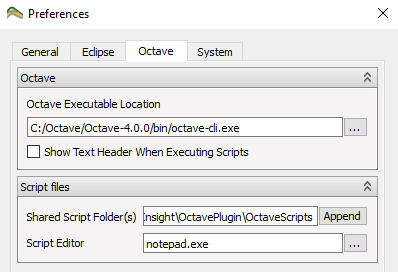 Preferences
General Eclipse Octave System
Octave
Octave Executable Location
C:/Octave/Octave-4.0.0/bin/octave-cli.exe ...
Show Text Header When Executing Scripts
Script files
Shared Script Folder(s) Insight\OctavePlugin\OctaveScripts Append
Script Editor notepad.exe ...